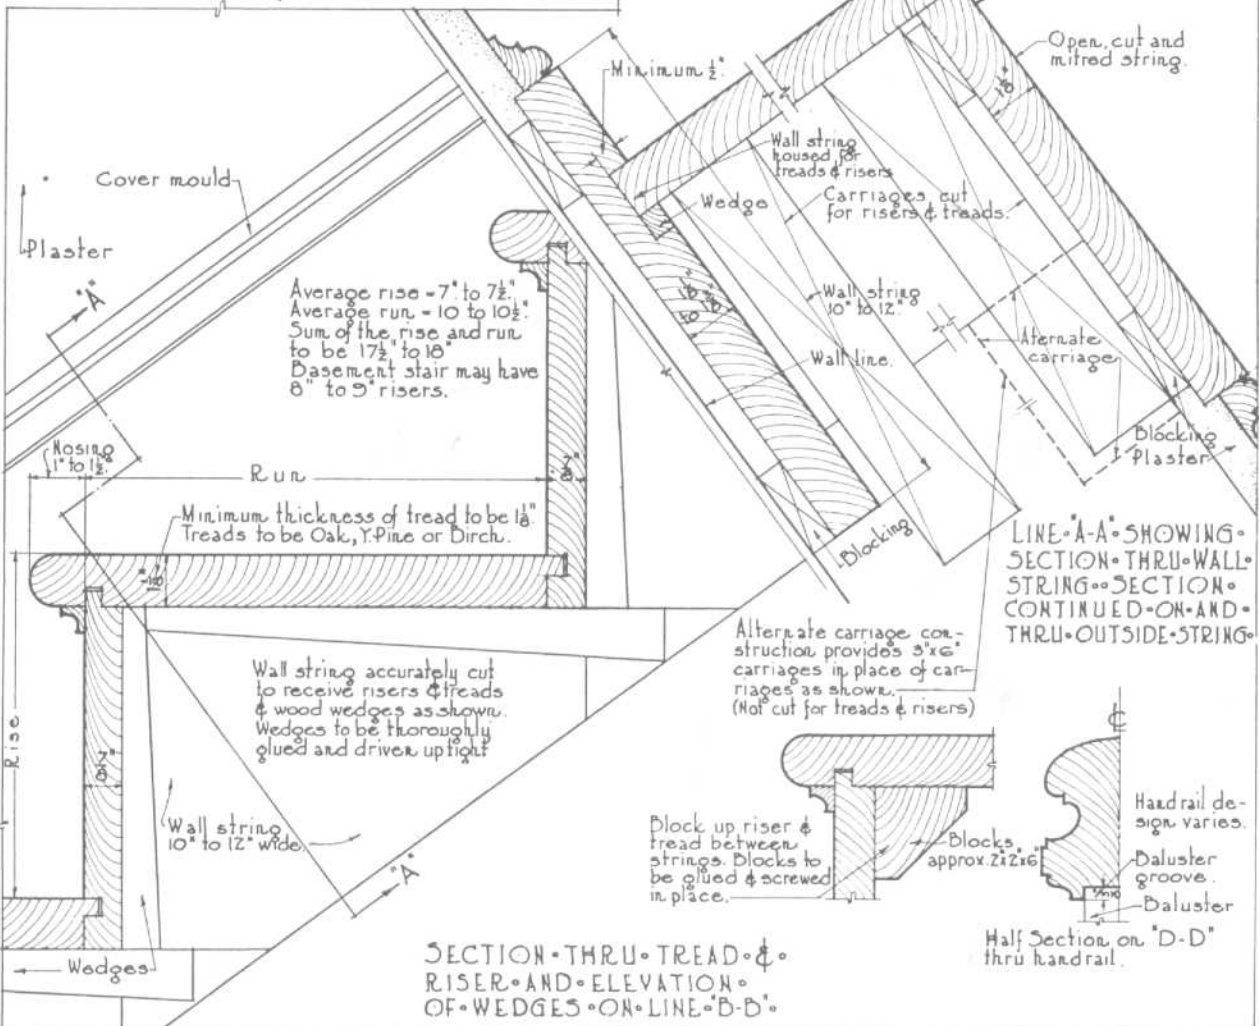 Open, cut and
mitred string.
Minimum ½"
1⅛"
Wall string
housed for
treads & risers
Cover mould
Wedge
Carriages cut
for risers & treads.
Plaster
"A"
Average rise - 7" to 7½".
Average run - 10 to 10½".
Sum of the rise and run
to be 17½" to 18"
Basement stair may have
8" to 9" risers.
Wall string
10" to 12".
Alternate
carriage
Wall line.
Nosing
1" to 1½"
Run
⅞"
Blocking
Plaster
Minimum thickness of tread to be 1⅛"
Treads to be Oak, Y. Pine or Birch.
Blocking
1⅛"
LINE·"A-A"·SHOWING·
SECTION·THRU·WALL·
STRING··SECTION·
CONTINUED·ON·AND·
THRU·OUTSIDE·STRING·
Alternate carriage con-
struction provides 3"x6"
carriages in place of car-
riages as shown.
(Not cut for treads & risers)
Wall string accurately cut
to receive risers & treads
& wood wedges as shown.
Wedges to be thoroughly
glued and driven up tight
Rise
⅞"
Wall string
10" to 12" wide.
"A"
℄
Handrail de-
sign varies.
Block up riser &
tread between
strings. Blocks to
be glued & screwed
in place.
Blocks
approx. 2"x2"x6"
Baluster
groove.
Baluster
Half Section on "D-D"
thru handrail.
Wedges
SECTION·THRU·TREAD·&·
RISER·AND·ELEVATION·
OF·WEDGES·ON·LINE·"B-B"·